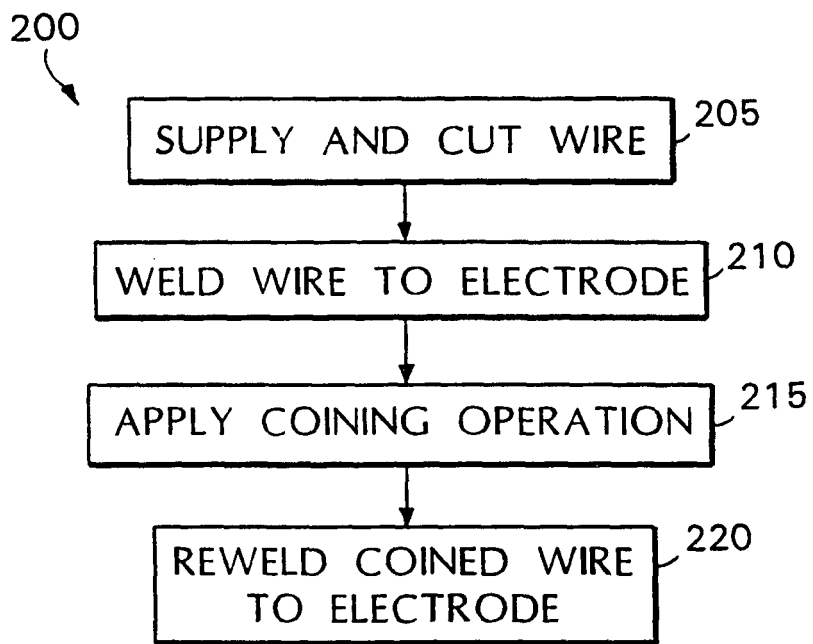 200
SUPPLY AND CUT WIRE
205
WELD WIRE TO ELECTRODE
210
APPLY COINING OPERATION
215
REWELD COINED WIRE
TO ELECTRODE
220